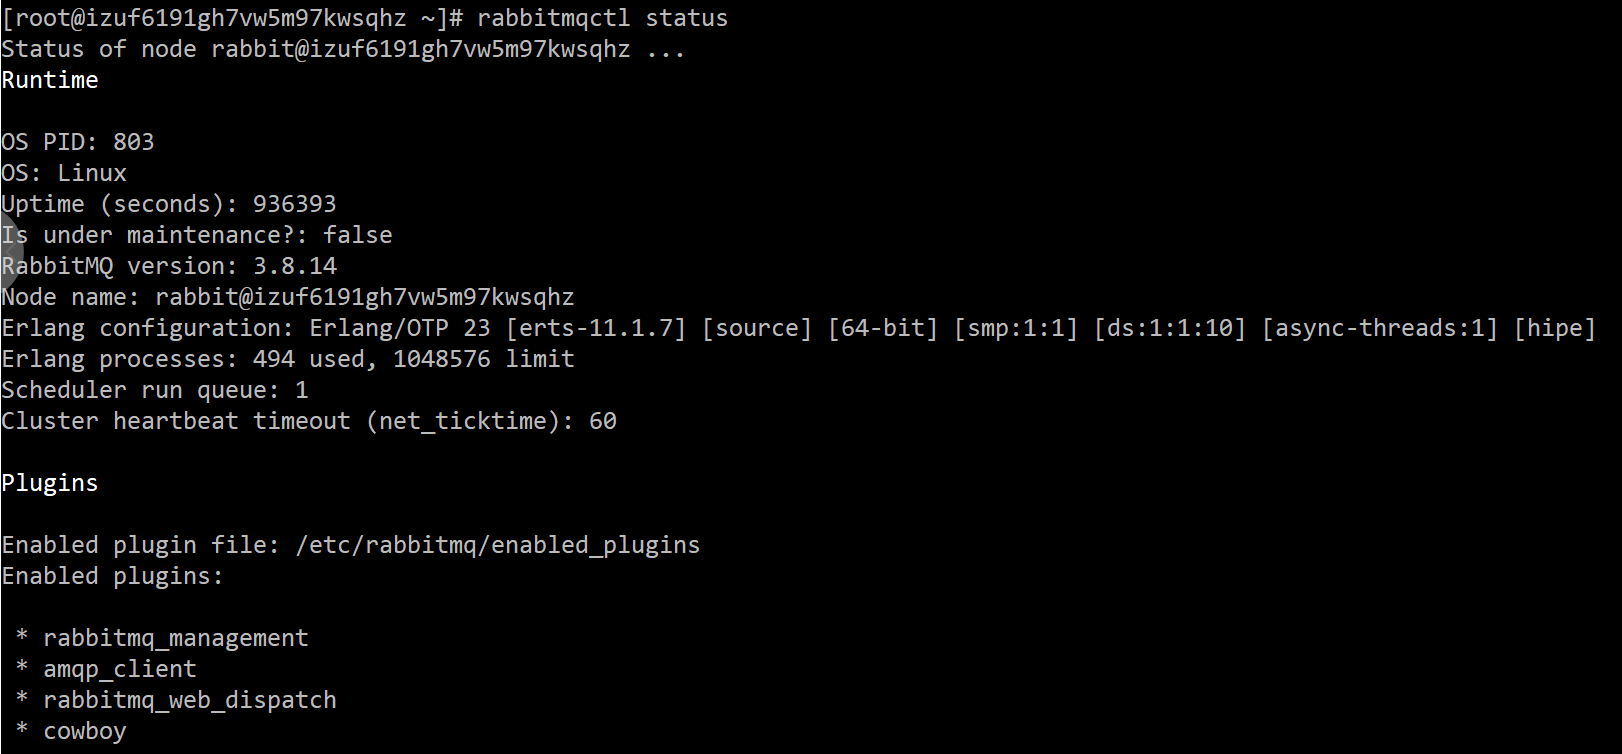 [root@izuf6191gh7vw5m97kwsqhz ~]# rabbitmqctl status
Status of node rabbit@izuf6191gh7vw5m97kwsqhz ...
Runtime
OS PID: 803
OS: Linux
Uptime (seconds): 936393
Is under maintenance?: false
RabbitMQ version: 3.8.14
Node name: rabbit@izuf6191gh7vw5m97kwsqhz
Erlang configuration: Erlang/OTP 23 [erts-11.1.7] [source] [64-bit] [smp:1:1] [ds:1:1:10] [async-threads:1] [hipe]
Erlang processes: 494 used, 1048576 limit
Scheduler run queue: 1
Cluster heartbeat timeout (net_ticktime): 60
Plugins
Enabled plugin file: /etc/rabbitmq/enabled_plugins
Enabled plugins:
* rabbitmq_management
* amqp_client
* rabbitmq_web_dispatch
* cowboy